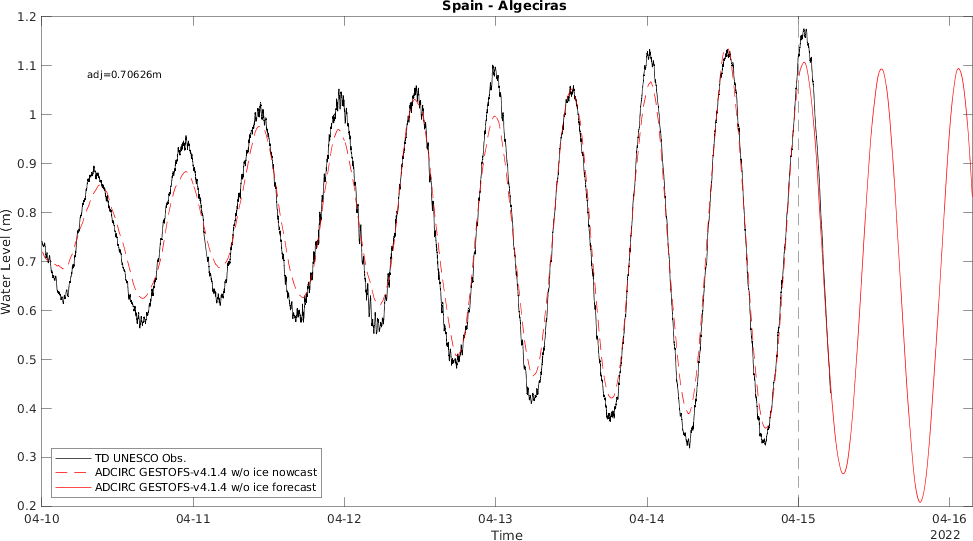 Spain - Algeciras
adj=0.70626m
Water Level (m)
1.2
1.1
1
0.9
0.8
0.7
0.6
0.5
0.4
0.3
0.2
TD UNESCO Obs.
ADCIRC GESTOFS-v4.1.4 w/o ice nowcast
ADCIRC GESTOFS-v4.1.4 w/o ice forecast
04-10 04-11 04-12 04-13 04-14 04-15 04-16
Time
2022